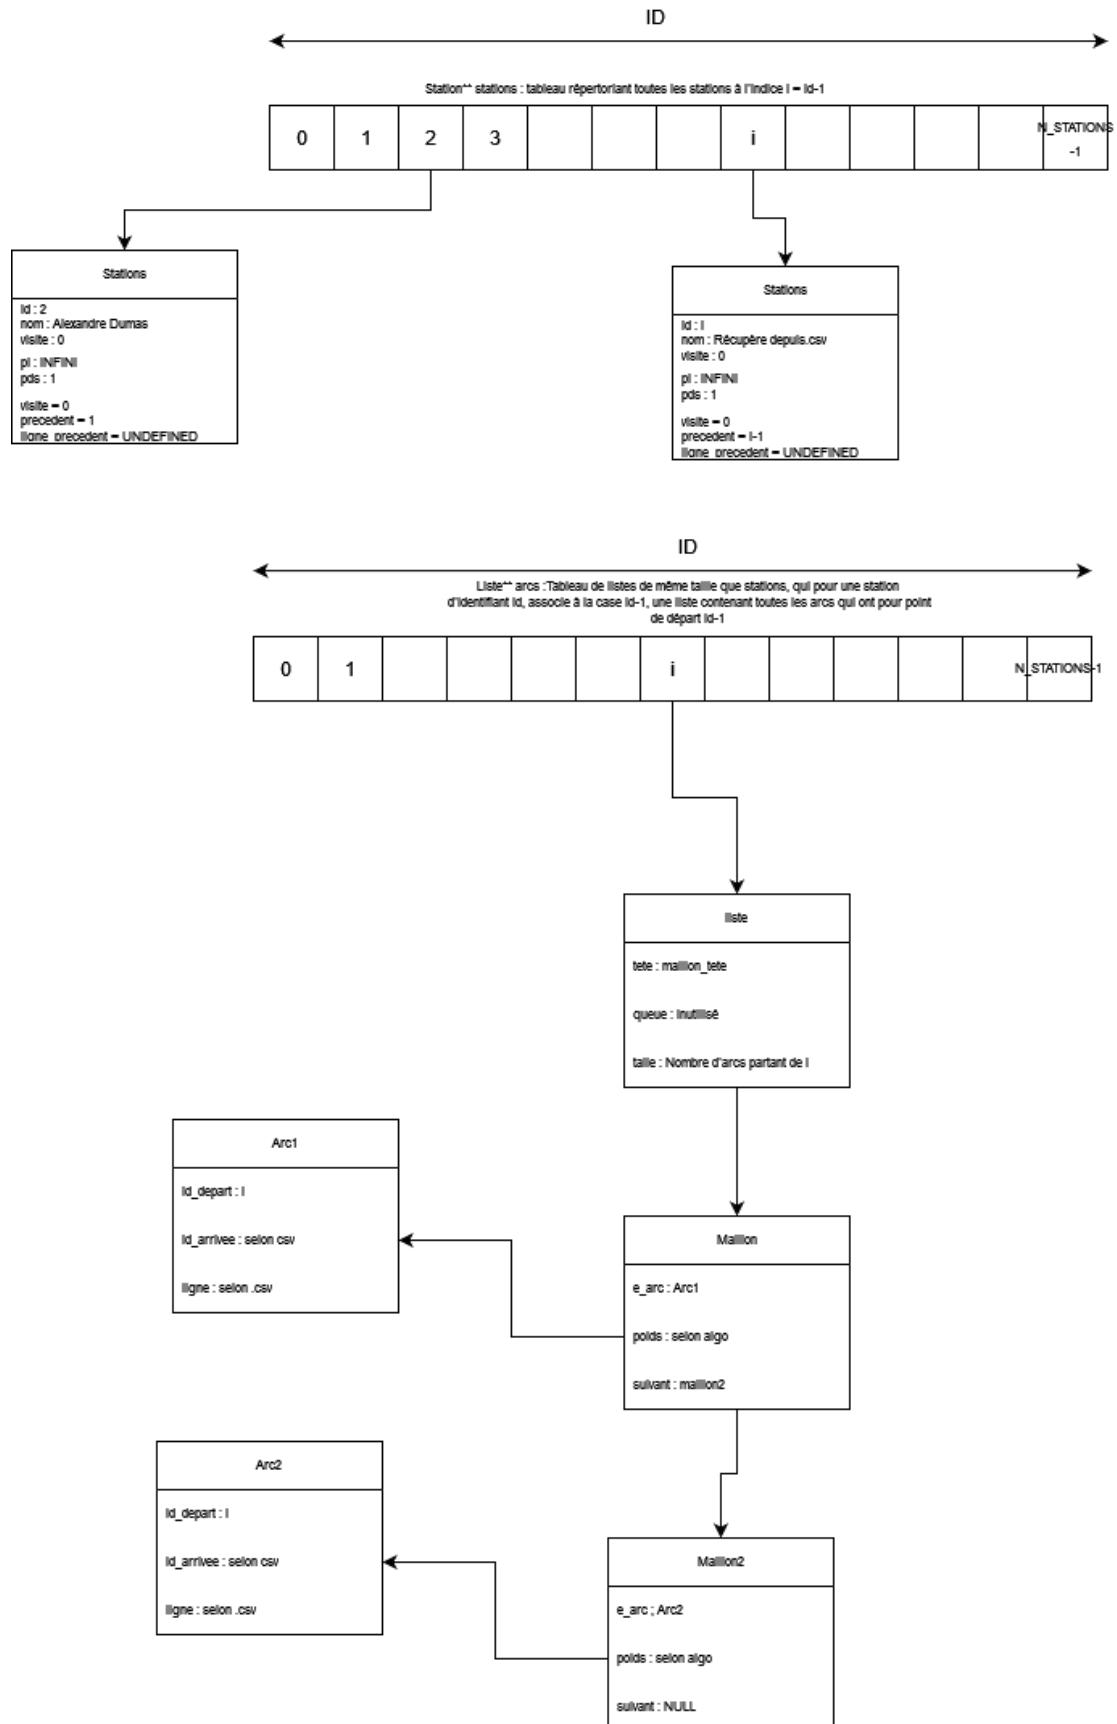 ID
Station** stations : tableau répertoriant toutes les stations à l'indice i = id-1
0 1 2 3 i N_STATIONS
-1
Stations
id : 2
nom : Alexandre Dumas
visite : 0
pi : INFINI
pds : 1
visite = 0
precedent = 1
ligne_precedent = UNDEFINED
Stations
id : i
nom : Récupère depuis.csv
visite : 0
pi : INFINI
pds : 1
visite = 0
precedent = i-1
ligne_precedent = UNDEFINED
ID
Liste** arcs :Tableau de listes de même taille que stations, qui pour une station
d'identifiant id, associe à la case id-1, une liste contenant toutes les arcs qui ont pour point
de départ id-1
0 1 i N_STATIONS-1
liste
tete : maillon_tete
queue : inutilisé
taille : Nombre d'arcs partant de i
Arc1
id_depart : i
id_arrivee : selon csv
ligne : selon .csv
Maillon
e_arc : Arc1
poids : selon algo
suivant : maillon2
Arc2
id_depart : i
id_arrivee : selon csv
ligne : selon .csv
Maillon2
e_arc ; Arc2
poids : selon algo
suivant : NULL